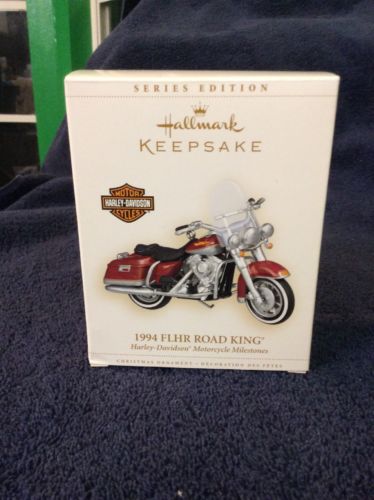 SERIES EDITION
Hallmark
KEEPSAKE
MOTOR
HARLEY-DAVIDSON
CYCLES
1994 FLHR ROAD KING®
Harley-Davidson® Motorcycle Milestones
CHRISTMAS ORNAMENT • DÉCORATION DES FÊTES